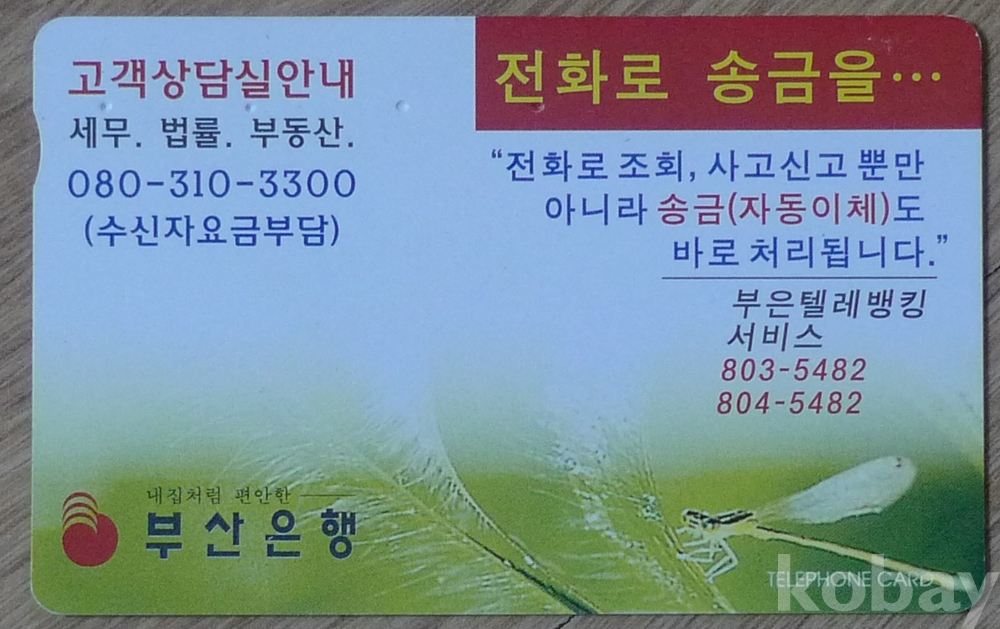 고객상담실안내
세무. 법률. 부동산.
080-310-3300
(수신자요금부담)
전화로 송금을…
“전화로 조회, 사고신고 뿐만
아니라 송금(자동이체)도
바로 처리됩니다.”
부은텔레뱅킹
서비스
803-5482
804-5482
내집처럼 편안한
부산은행
TELEPHONE CARD
kobay